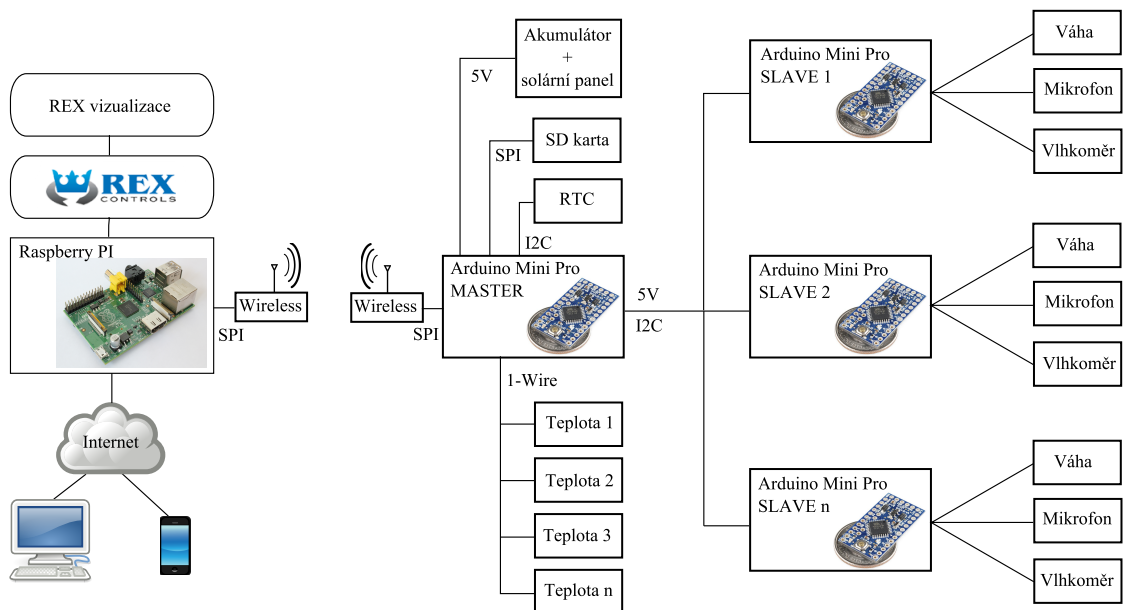 REX vizualizace
REX
CONTROLS
Raspberry PI
SPI
Wireless
Internet
Wireless
SPI
Akumulátor
+
solární panel
5V
SD karta
SPI
RTC
I2C
Arduino Mini Pro
MASTER
1-Wire
Teplota 1
Teplota 2
Teplota 3
Teplota n
5V
I2C
Arduino Mini Pro
SLAVE 1
Váha
Mikrofon
Vlhkoměr
Arduino Mini Pro
SLAVE 2
Váha
Mikrofon
Vlhkoměr
Arduino Mini Pro
SLAVE n
Váha
Mikrofon
Vlhkoměr